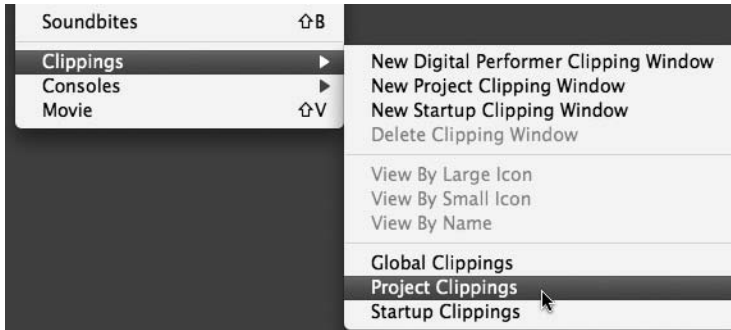 Soundbites ⇧B
Clippings ▶
Consoles ▶
Movie ⇧V
New Digital Performer Clipping Window
New Project Clipping Window
New Startup Clipping Window
Delete Clipping Window
View By Large Icon
View By Small Icon
View By Name
Global Clippings
Project Clippings
Startup Clippings